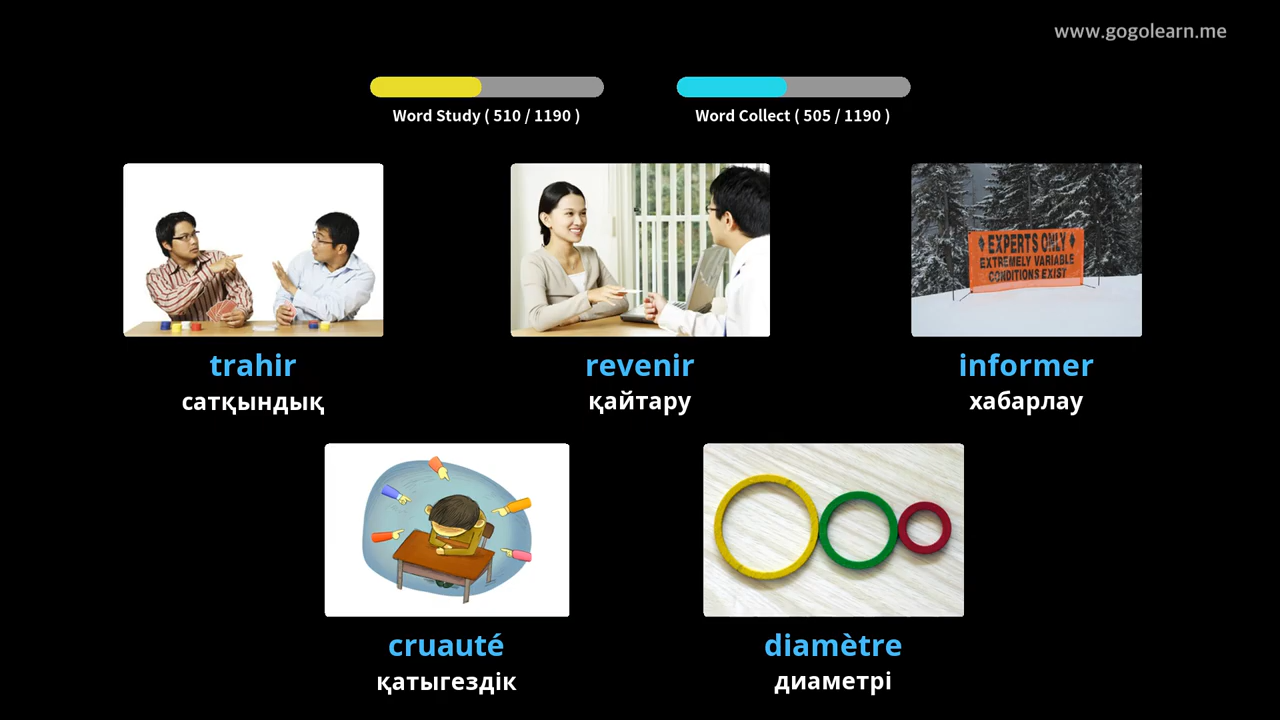 www.gogolearn.me
Word Study ( 510 / 1190 )
Word Collect ( 505 / 1190 )
EXPERTS ONLY
EXTREMELY VARIABLE
CONDITIONS EXIST
trahir
revenir
informer
сатқындық
қайтару
хабарлау
cruauté
diamètre
қатыгездік
диаметрі